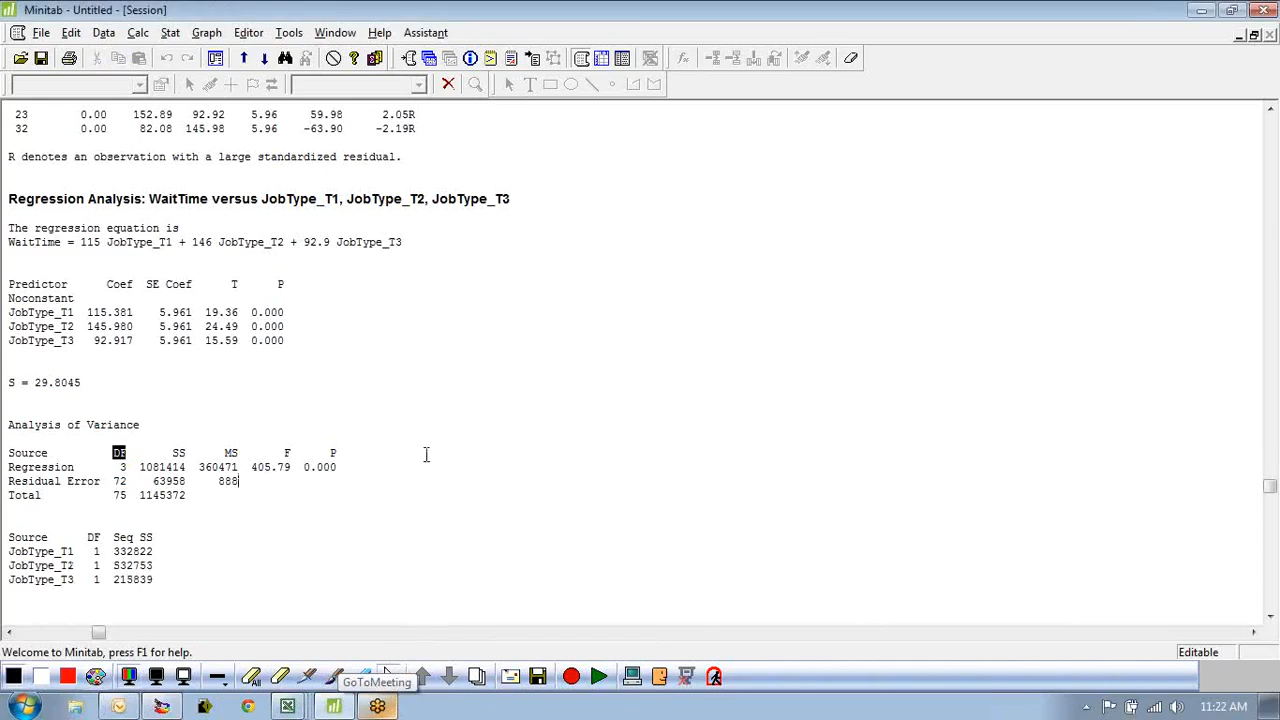 Minitab - Untitled - [Session]
File Edit Data Calc Stat Graph Editor Tools Window Help Assistant
23 0.00 152.89 92.92 5.96 59.98 2.05R
32 0.00 82.08 145.98 5.96 -63.90 -2.19R
R denotes an observation with a large standardized residual.
Regression Analysis: WaitTime versus JobType_T1, JobType_T2, JobType_T3
The regression equation is
WaitTime = 115 JobType_T1 + 146 JobType_T2 + 92.9 JobType_T3
Predictor Coef SE Coef T P
Noconstant
JobType_T1 115.381 5.961 19.36 0.000
JobType_T2 145.980 5.961 24.49 0.000
JobType_T3 92.917 5.961 15.59 0.000
S = 29.8045
Analysis of Variance
Source DF SS MS F P
Regression 3 1081414 360471 405.79 0.000
Residual Error 72 63958 888
Total 75 1145372
Source DF Seq SS
JobType_T1 1 332822
JobType_T2 1 532753
JobType_T3 1 215839
Welcome to Minitab, press F1 for help. Editable
All
GoToMeeting
11:22 AM